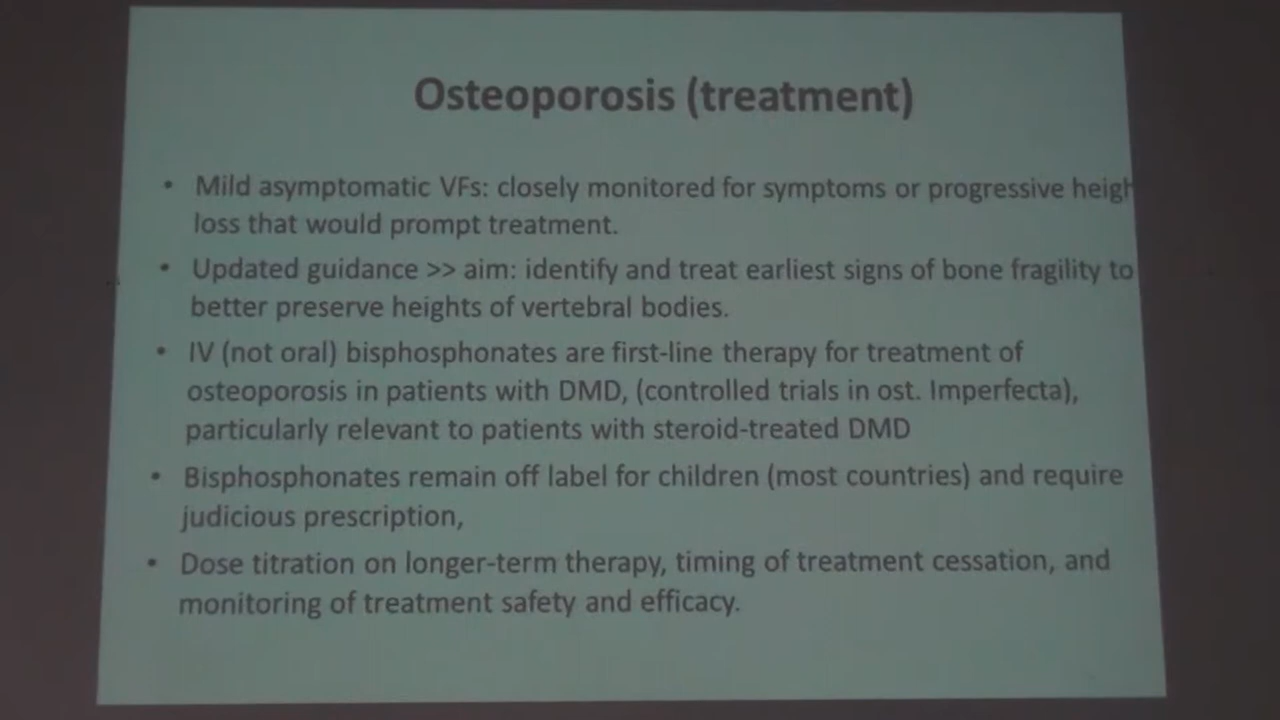 Osteoporosis (treatment)
• Mild asymptomatic VFs: closely monitored for symptoms or progressive heigh
loss that would prompt treatment.
• Updated guidance >> aim: identify and treat earliest signs of bone fragility to
better preserve heights of vertebral bodies.
• IV (not oral) bisphosphonates are first-line therapy for treatment of
osteoporosis in patients with DMD, (controlled trials in ost. Imperfecta),
particularly relevant to patients with steroid-treated DMD
• Bisphosphonates remain off label for children (most countries) and require
judicious prescription,
• Dose titration on longer-term therapy, timing of treatment cessation, and
monitoring of treatment safety and efficacy.